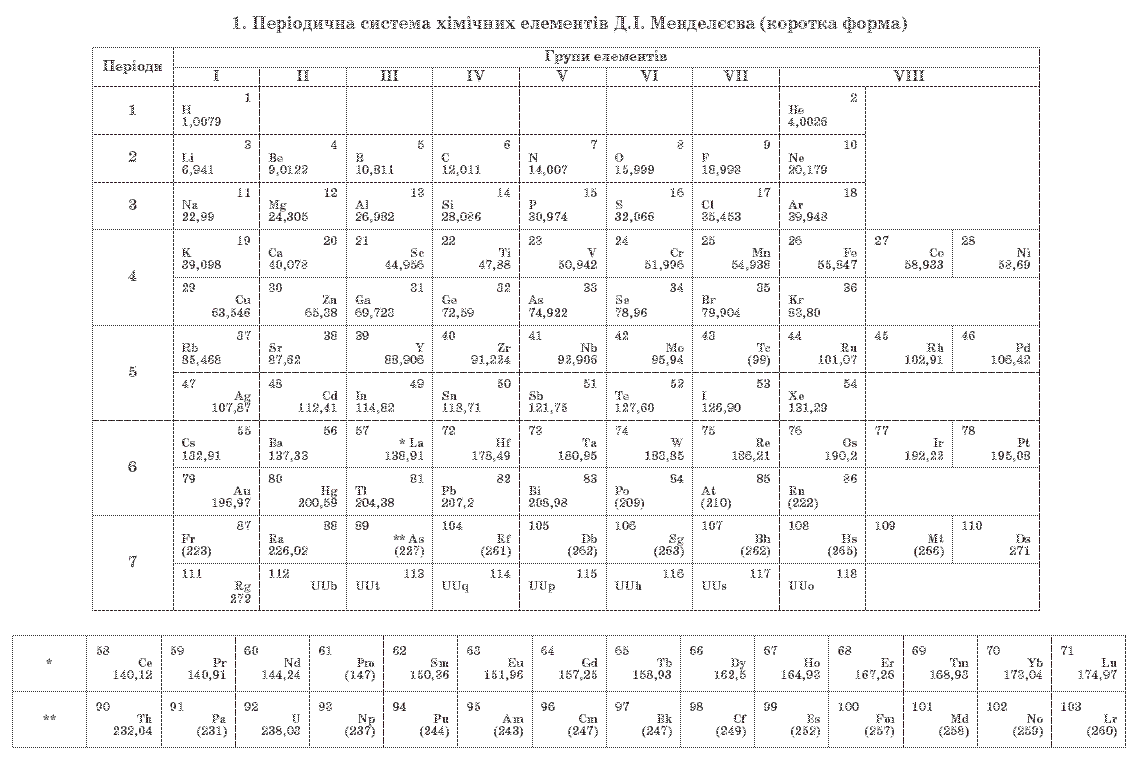 1. Періодична система хімічних елементів Д.І. Менделєєва (коротка форма)
Періоди
Групи елементів
I II III IV V VI VII VIII
1
1 2
H He
1,0079 4,0026
2
3 4 5 6 7 8 9 10
Li Be B C N O F Ne
6,941 9,0122 10,811 12,011 14,007 15,999 18,998 20,179
3
11 12 13 14 15 16 17 18
Na Mg Al Si P S Cl Ar
22,99 24,305 26,982 28,086 30,974 32,066 35,453 39,948
4
19 20 21 22 23 24 25 26 27 28
K Ca Sc Ti V Cr Mn Fe Co Ni
39,098 40,078 44,956 47,88 50,942 51,996 54,938 55,847 58,933 58,69
29 30 31 32 33 34 35 36
Cu Zn Ga Ge As Se Br Kr
63,546 65,38 69,723 72,59 74,922 78,96 79,904 83,80
5
37 38 39 40 41 42 43 44 45 46
Rb Sr Y Zr Nb Mo Tc Ru Rh Pd
85,468 87,62 88,906 91,224 92,906 95,94 (99) 101,07 102,91 106,42
47 48 49 50 51 52 53 54
Ag Cd In Sn Sb Te I Xe
107,87 112,41 114,82 118,71 121,75 127,60 126,90 131,29
6
55 56 57 72 73 74 75 76 77 78
Cs Ba * La Hf Ta W Re Os Ir Pt
132,91 137,33 138,91 178,49 180,95 183,85 186,21 190,2 192,22 195,08
79 80 81 82 83 84 85 86
Au Hg Tl Pb Bi Po At Rn
196,97 200,59 204,38 207,2 208,98 (209) (210) (222)
7
87 88 89 104 105 106 107 108 109 110
Fr Ra ** As Rf Db Sg Bh Hs Mt Ds
(223) 226,02 (227) (261) (262) (263) (262) (265) (266) 271
111 112 113 114 115 116 117 118
Rg UUb UUt UUq UUp UUh UUs UUo
272
*
58 59 60 61 62 63 64 65 66 67 68 69 70 71
Ce Pr Nd Pm Sm Eu Gd Tb Dy Ho Er Tm Yb Lu
140,12 140,91 144,24 (147) 150,36 151,96 157,25 158,93 162,5 164,93 167,26 168,93 173,04 174,97
**
90 91 92 93 94 95 96 97 98 99 100 101 102 103
Th Pa U Np Pu Am Cm Bk Cf Es Fm Md No Lr
232,04 (231) 238,03 (237) (244) (243) (247) (247) (249) (252) (257) (258) (259) (260)